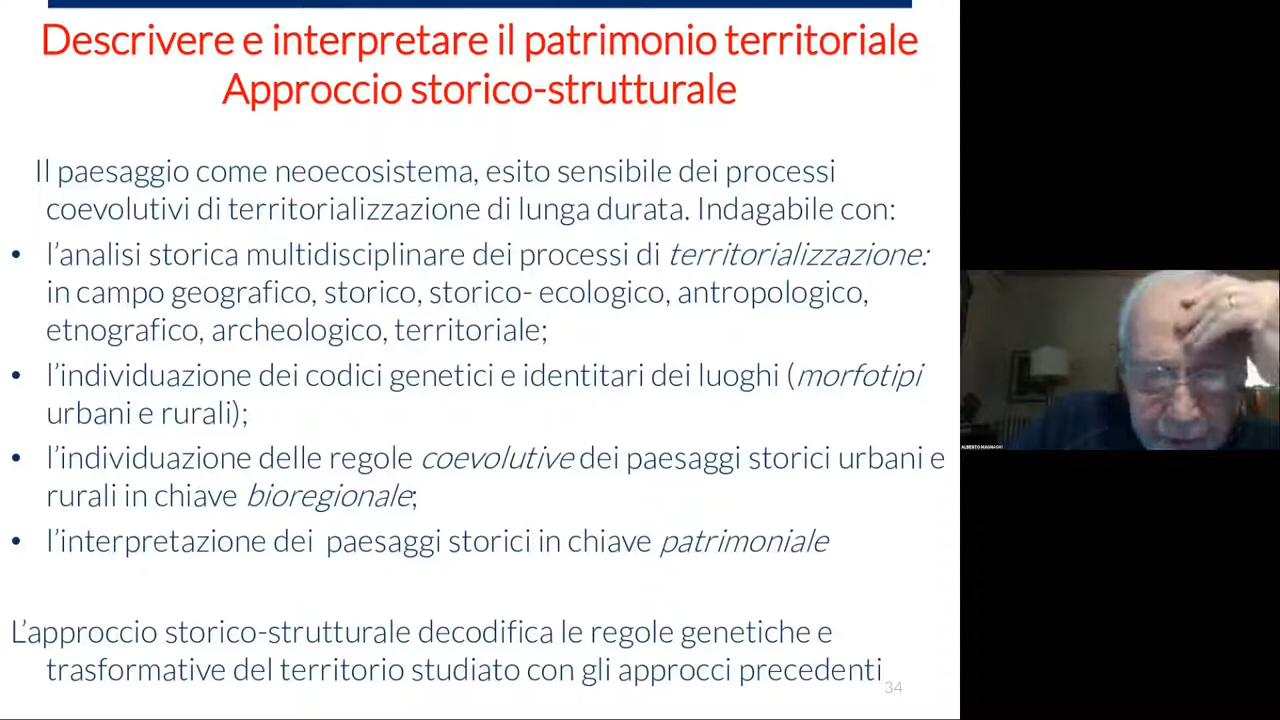 Descrivere e interpretare il patrimonio territoriale
Approccio storico-strutturale
Il paesaggio come neoecosistema, esito sensibile dei processi
coevolutivi di territorializzazione di lunga durata. Indagabile con:
• l’analisi storica multidisciplinare dei processi di territorializzazione:
in campo geografico, storico, storico- ecologico, antropologico,
etnografico, archeologico, territoriale;
• l’individuazione dei codici genetici e identitari dei luoghi (morfotipi
urbani e rurali);
• l’individuazione delle regole coevolutive dei paesaggi storici urbani e
rurali in chiave bioregionale;
• l’interpretazione dei paesaggi storici in chiave patrimoniale
L’approccio storico-strutturale decodifica le regole genetiche e
trasformative del territorio studiato con gli approcci precedenti
34
ALBERTO MAGNAGHI